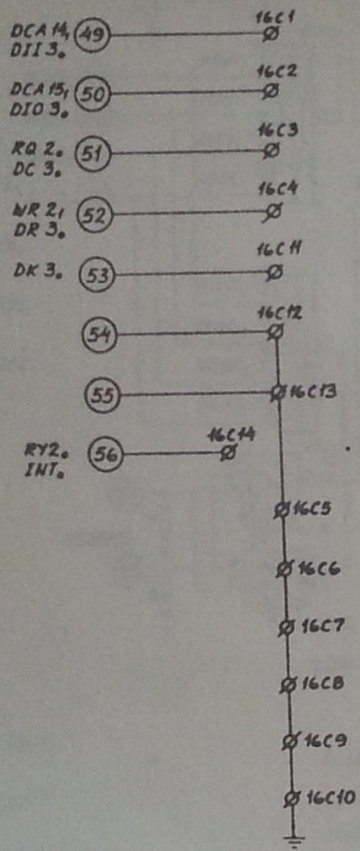 16C1
DCA 14,
DII 3.
49
16C2
DCA 15,
DIO 3.
50
16C3
RQ 2.
DC 3.
51
16C4
WR 2,
DR 3.
52
16C11
DK 3.
53
16C12
54
55
16C13
16C14
RY2.
INT.
56
16C5
16C6
16C7
16C8
16C9
16C10